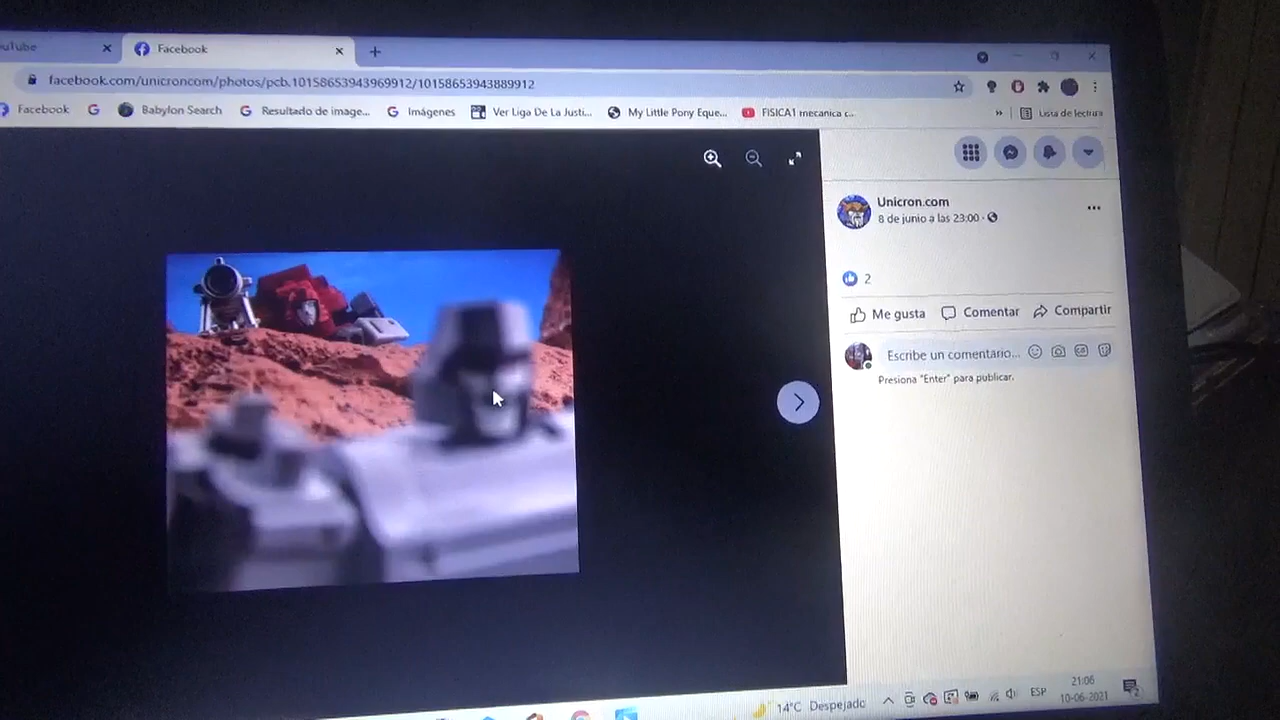 uTube
Facebook
facebook.com/unicroncom/photos/pcb.10158653943969912/10158653943889912
Facebook
Babylon Search
Resultado de image...
Imágenes
Ver Liga De La Justi...
My Little Pony Eque...
FISICA1 mecanica c...
»
Lista de lectura
Unicron.com
8 de junio a las 23:00 ·
2
Me gusta
Comentar
Compartir
Escribe un comentario...
Presiona "Enter" para publicar.
14°C Despejado
ESP
21:06
10-06-2021
2